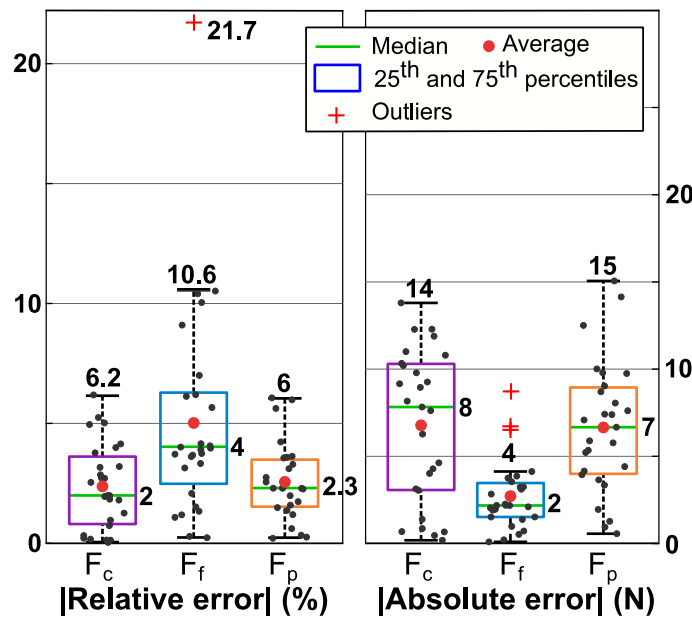 21.7
Median Average
25th and 75th percentiles
Outliers
20
10
0
6.2
10.6
6
2
4
2.3
Fc Ff Fp
|Relative error| (%)
20
10
0
14
4
15
8
2
7
Fc Ff Fp
|Absolute error| (N)